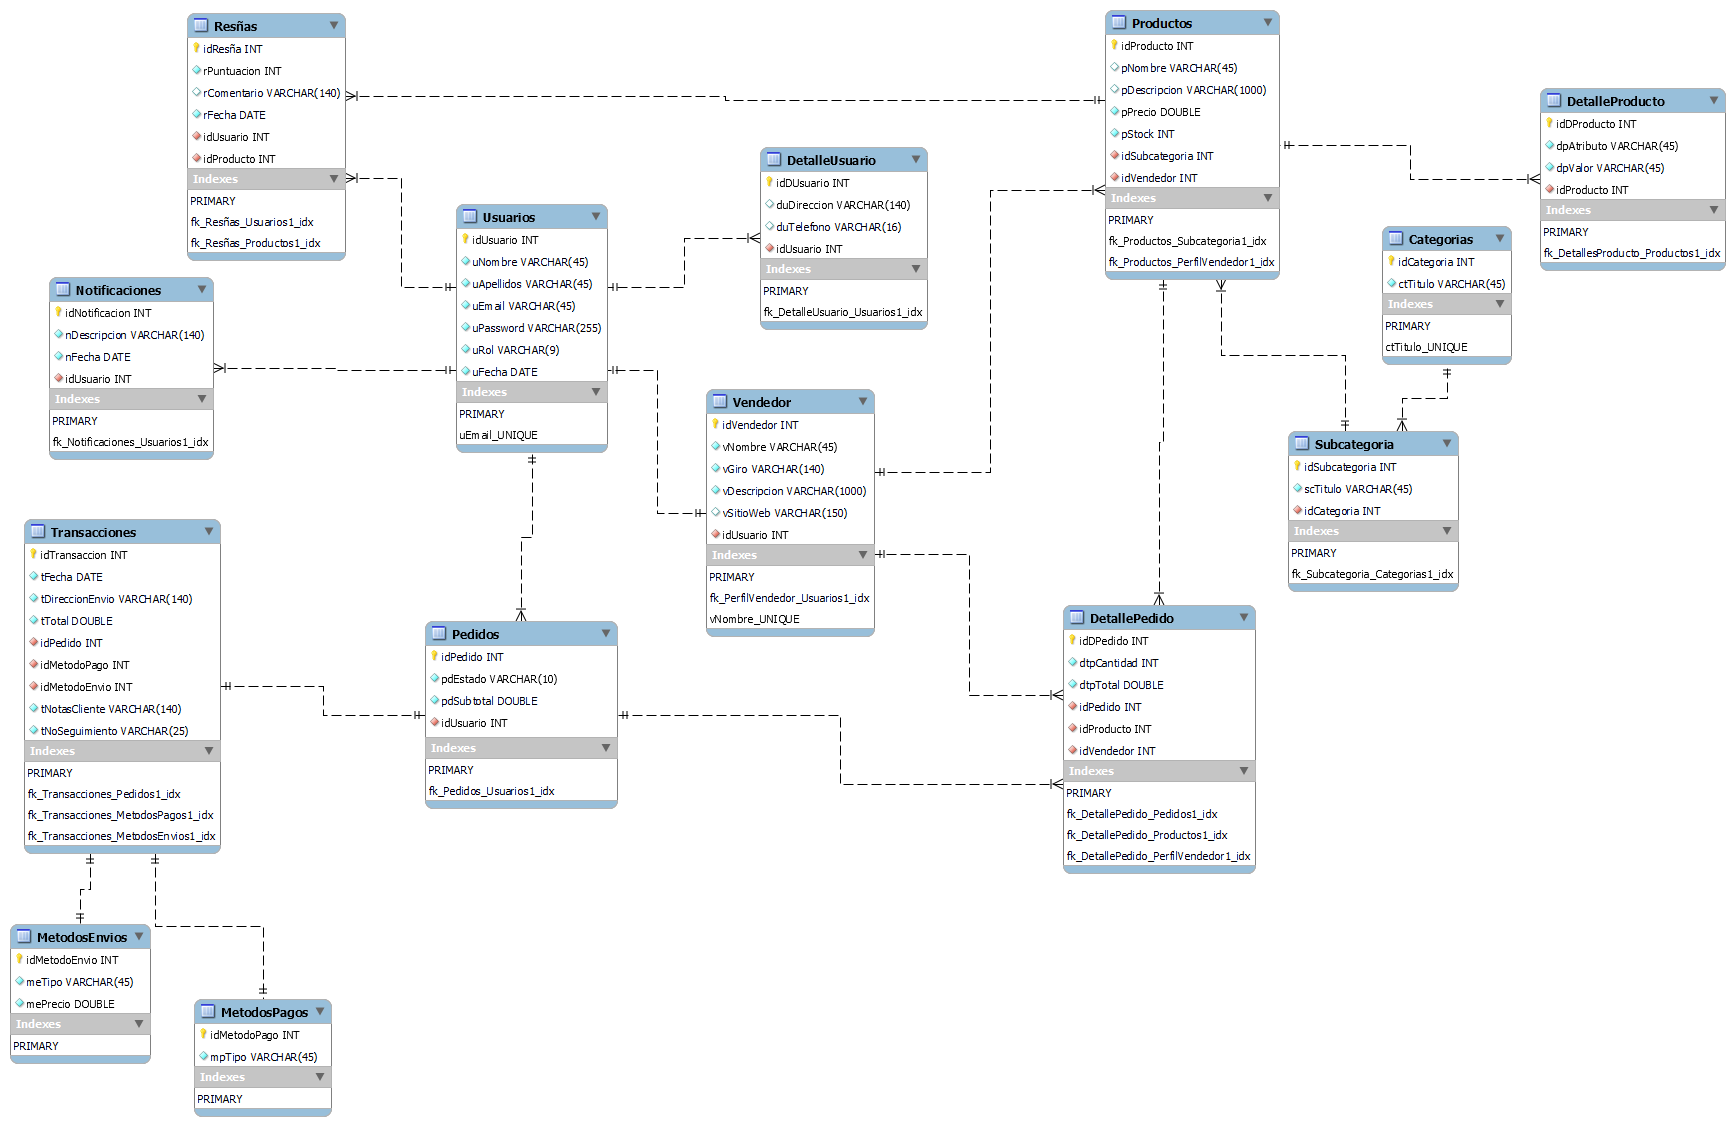 Resñas
idResña INT
rPuntuacion INT
rComentario VARCHAR(140)
rFecha DATE
idUsuario INT
idProducto INT
Indexes
PRIMARY
fk_Resñas_Usuarios1_idx
fk_Resñas_Productos1_idx
Productos
idProducto INT
pNombre VARCHAR(45)
pDescripcion VARCHAR(1000)
pPrecio DOUBLE
pStock INT
idSubcategoria INT
idVendedor INT
Indexes
PRIMARY
fk_Productos_Subcategoria1_idx
fk_Productos_PerfilVendedor1_idx
DetalleProducto
idDProducto INT
dpAtributo VARCHAR(45)
dpValor VARCHAR(45)
idProducto INT
Indexes
PRIMARY
fk_DetallesProducto_Productos1_idx
DetalleUsuario
idDUsuario INT
duDireccion VARCHAR(140)
duTelefono VARCHAR(16)
idUsuario INT
Indexes
PRIMARY
fk_DetalleUsuario_Usuarios1_idx
Usuarios
idUsuario INT
uNombre VARCHAR(45)
uApellidos VARCHAR(45)
uEmail VARCHAR(45)
uPassword VARCHAR(255)
uRol VARCHAR(9)
uFecha DATE
Indexes
PRIMARY
uEmail_UNIQUE
Categorias
idCategoria INT
ctTitulo VARCHAR(45)
Indexes
PRIMARY
ctTitulo_UNIQUE
Notificaciones
idNotificacion INT
nDescripcion VARCHAR(140)
nFecha DATE
idUsuario INT
Indexes
PRIMARY
fk_Notificaciones_Usuarios1_idx
Vendedor
idVendedor INT
vNombre VARCHAR(45)
vGiro VARCHAR(140)
vDescripcion VARCHAR(1000)
vSitioWeb VARCHAR(150)
idUsuario INT
Indexes
PRIMARY
fk_PerfilVendedor_Usuarios1_idx
vNombre_UNIQUE
Subcategoria
idSubcategoria INT
scTitulo VARCHAR(45)
idCategoria INT
Indexes
PRIMARY
fk_Subcategoria_Categorias1_idx
Transacciones
idTransaccion INT
tFecha DATE
tDireccionEnvio VARCHAR(140)
tTotal DOUBLE
idPedido INT
idMetodoPago INT
idMetodoEnvio INT
tNotasCliente VARCHAR(140)
tNoSeguimiento VARCHAR(25)
Indexes
PRIMARY
fk_Transacciones_Pedidos1_idx
fk_Transacciones_MetodosPagos1_idx
fk_Transacciones_MetodosEnvios1_idx
Pedidos
idPedido INT
pdEstado VARCHAR(10)
pdSubtotal DOUBLE
idUsuario INT
Indexes
PRIMARY
fk_Pedidos_Usuarios1_idx
DetallePedido
idDPedido INT
dtpCantidad INT
dtpTotal DOUBLE
idPedido INT
idProducto INT
idVendedor INT
Indexes
PRIMARY
fk_DetallePedido_Pedidos1_idx
fk_DetallePedido_Productos1_idx
fk_DetallePedido_PerfilVendedor1_idx
MetodosEnvios
idMetodoEnvio INT
meTipo VARCHAR(45)
mePrecio DOUBLE
Indexes
PRIMARY
MetodosPagos
idMetodoPago INT
mpTipo VARCHAR(45)
Indexes
PRIMARY